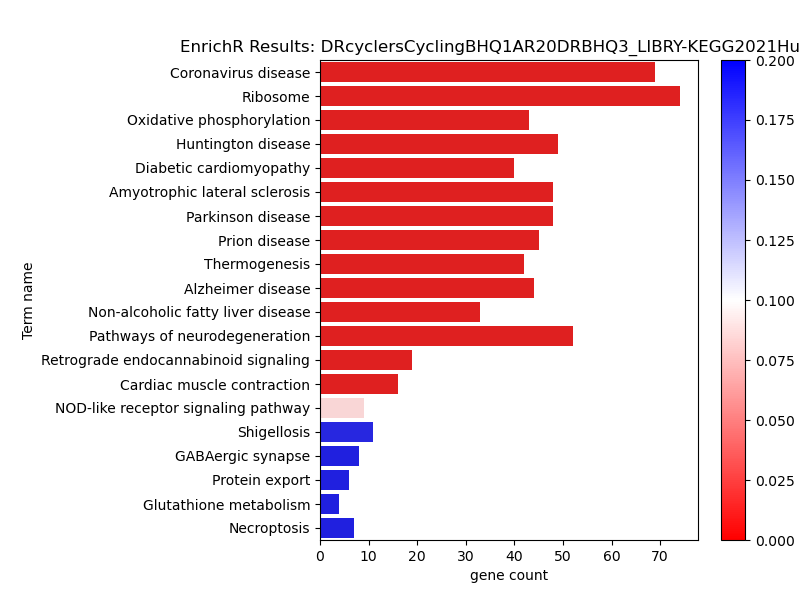 EnrichR Results: DRcyclersCyclingBHQ1AR20DRBHQ3_LIBRY-KEGG2021Hu
Term name
Coronavirus disease
Ribosome
Oxidative phosphorylation
Huntington disease
Diabetic cardiomyopathy
Amyotrophic lateral sclerosis
Parkinson disease
Prion disease
Thermogenesis
Alzheimer disease
Non-alcoholic fatty liver disease
Pathways of neurodegeneration
Retrograde endocannabinoid signaling
Cardiac muscle contraction
NOD-like receptor signaling pathway
Shigellosis
GABAergic synapse
Protein export
Glutathione metabolism
Necroptosis
0 10 20 30 40 50 60 70
gene count
0.200
0.175
0.150
0.125
0.100
0.075
0.050
0.025
0.000